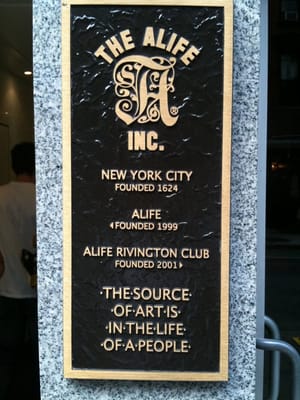 THE ALIFE
A®
INC.
NEW YORK CITY
FOUNDED 1624
ALIFE
◂FOUNDED 1999
ALIFE RIVINGTON CLUB
FOUNDED 2001▸
·THE·SOURCE·
·OF·ART·IS·
·IN·THE·LIFE·
·OF·A·PEOPLE·